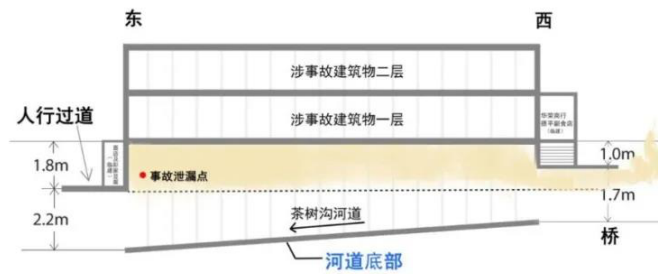 东
西
涉事故建筑物二层
涉事故建筑物一层
人行过道
1.8m
事故泄漏点
1.0m
2.2m
茶树沟河道
1.7m
桥
河道底部